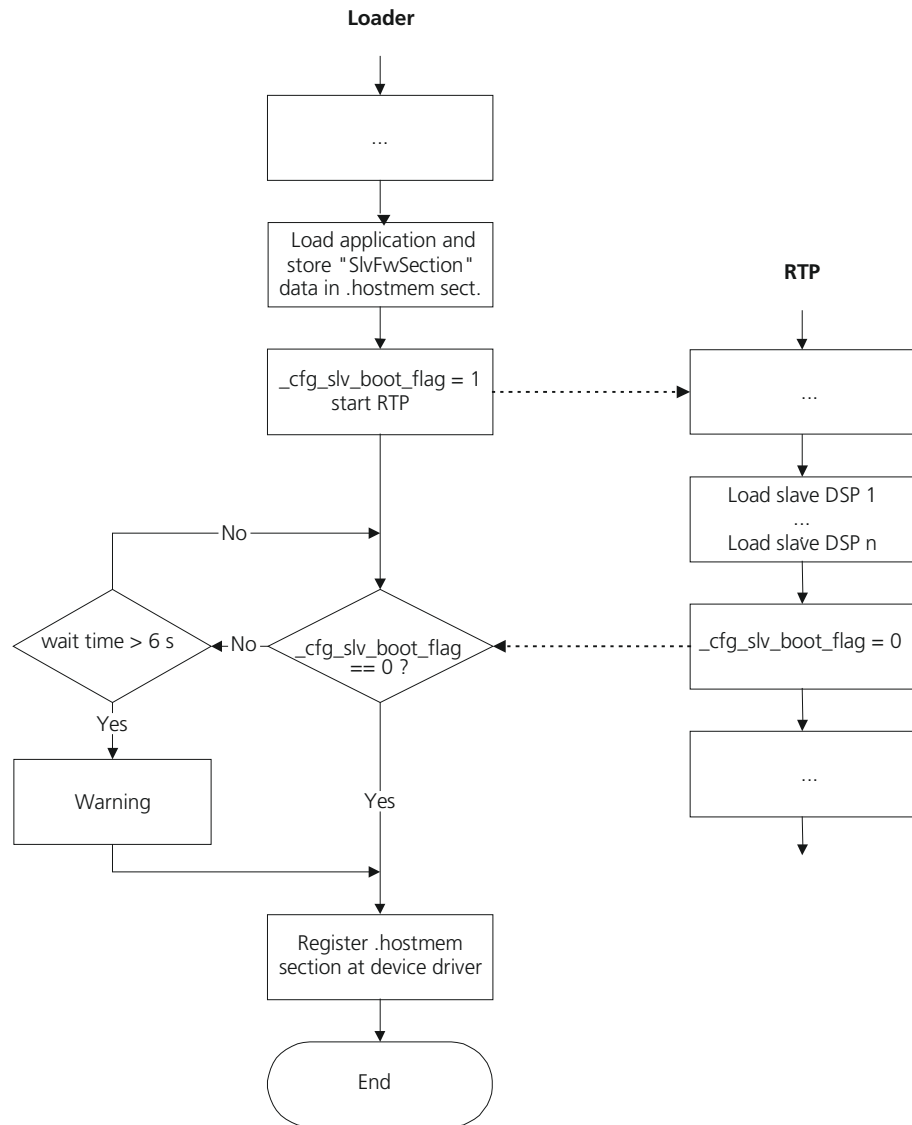 Loader
...
Load application and
store "SlvFwSection"
data in .hostmem sect.
_cfg_slv_boot_flag = 1
start RTP
No
wait time > 6 s
No
_cfg_slv_boot_flag
== 0 ?
Yes
Warning
Yes
Register .hostmem
section at device driver
End
RTP
...
Load slave DSP 1
...
Load slave DSP n
_cfg_slv_boot_flag = 0
...